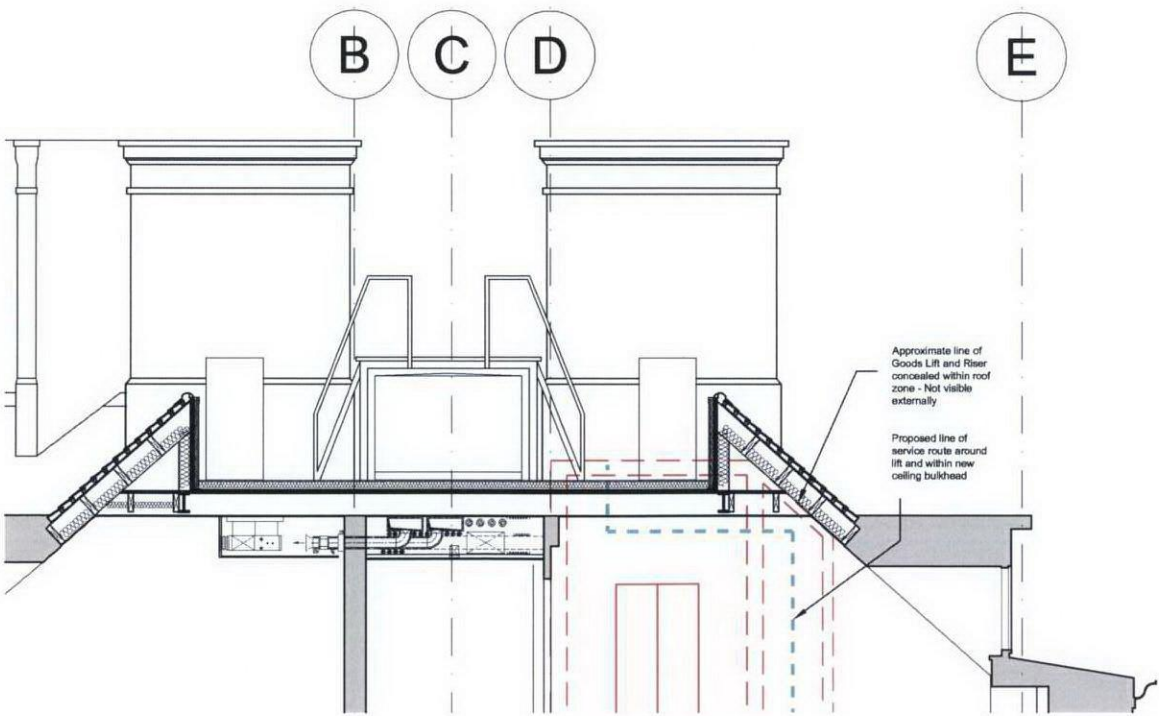 B C D E
Approximate line of
Goods Lift and Riser
concealed within roof
zone - Not visible
externally
Proposed line of
service route around
lift and within new
ceiling bulkhead